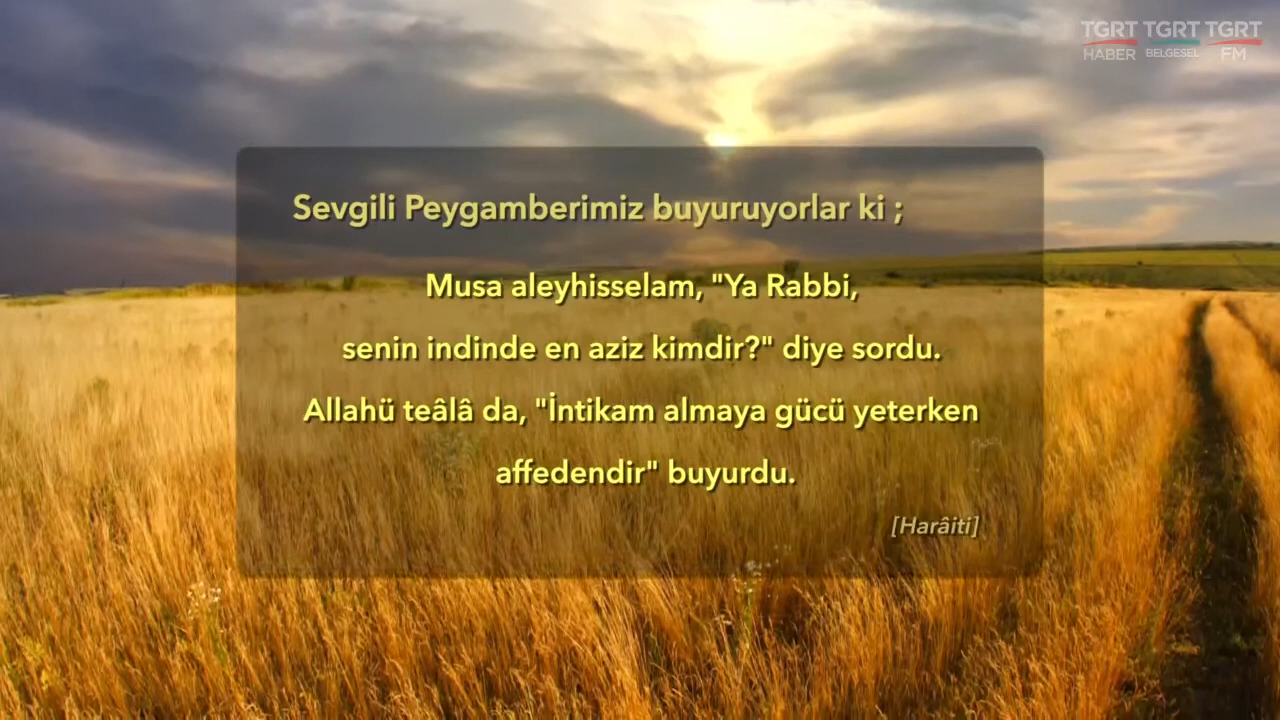 TGRT TGRT TGRT
HABER BELGESEL FM
Sevgili Peygamberimiz buyuruyorlar ki ;
Musa aleyhisselam, "Ya Rabbi,
senin indinde en aziz kimdir?" diye sordu.
Allahü teâlâ da, "İntikam almaya gücü yeterken
affedendir" buyurdu.
[Harâiti]